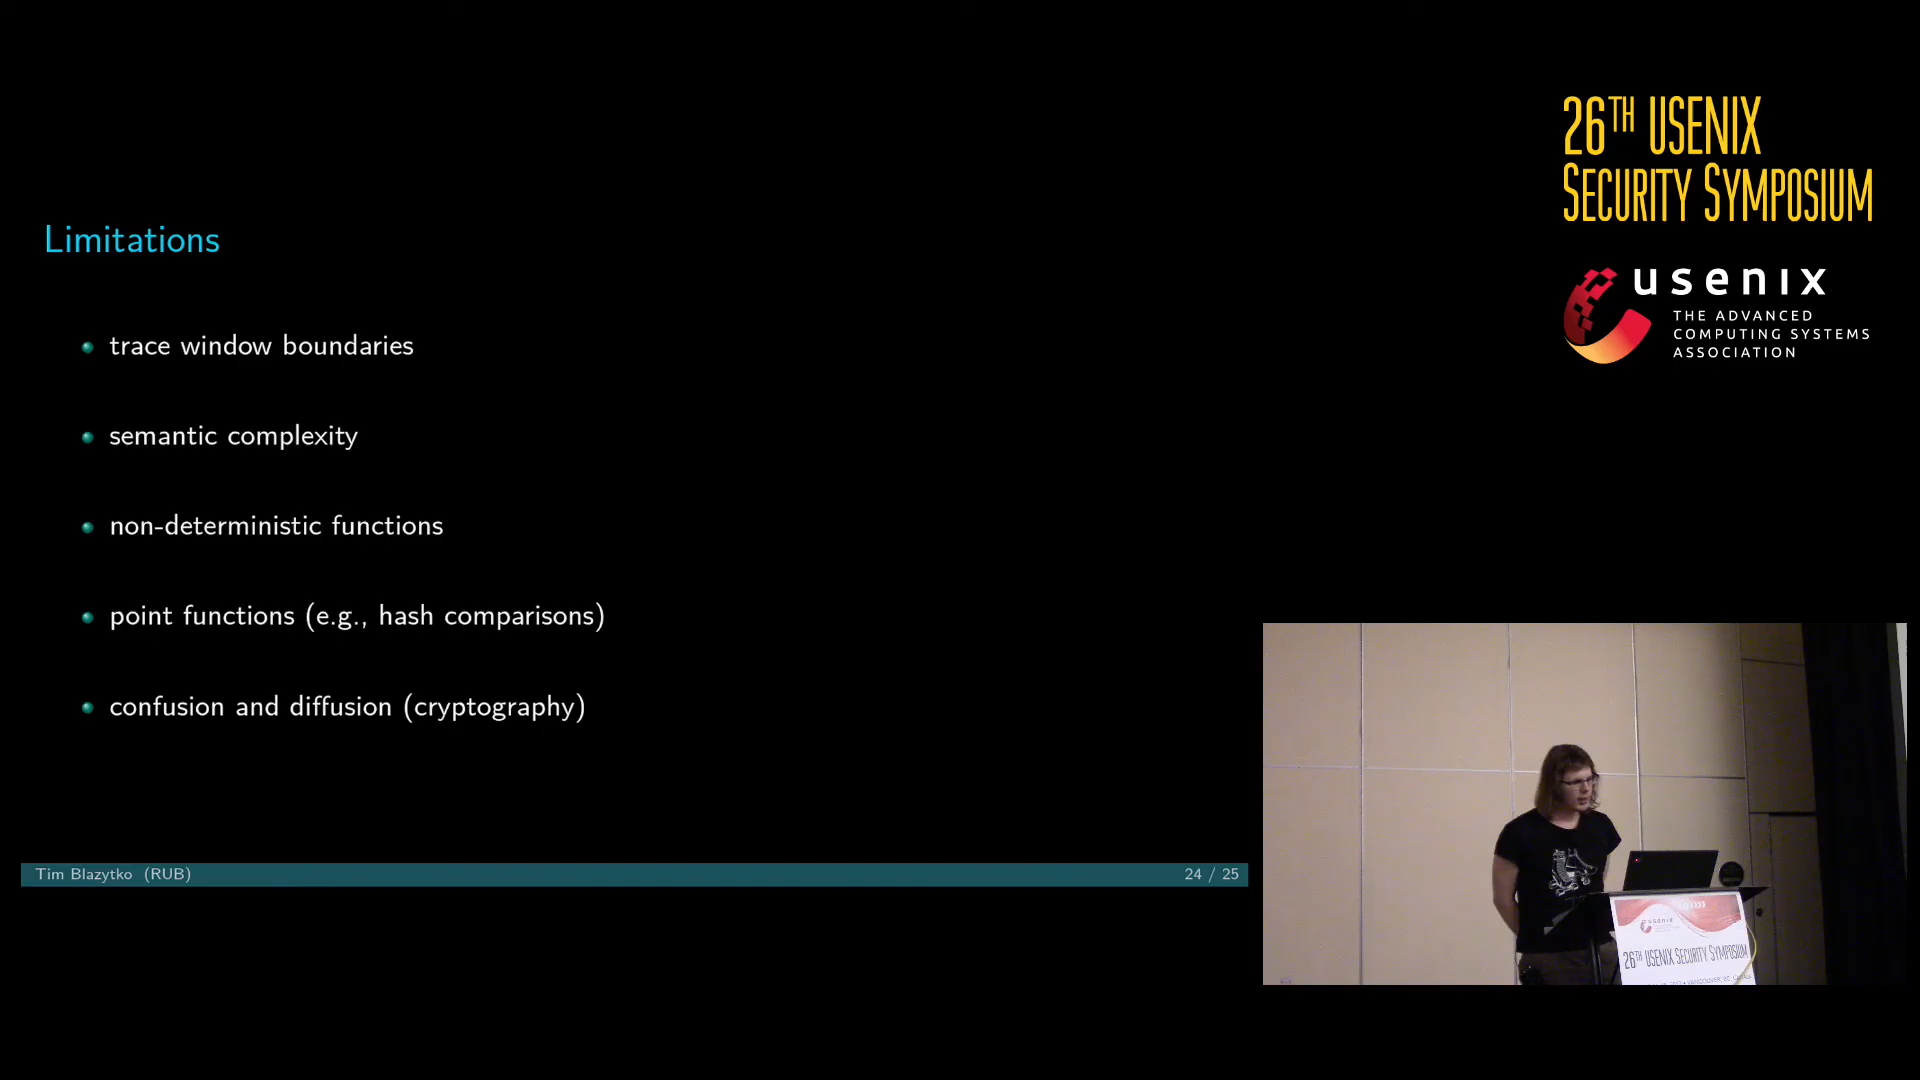 26TH USENIX
SECURITY SYMPOSIUM
usenix
THE ADVANCED
COMPUTING SYSTEMS
ASSOCIATION
Limitations
trace window boundaries
semantic complexity
non-deterministic functions
point functions (e.g., hash comparisons)
confusion and diffusion (cryptography)
Tim Blazytko (RUB)
24 / 25
usenix
26TH USENIX SECURITY SYMPOSIUM